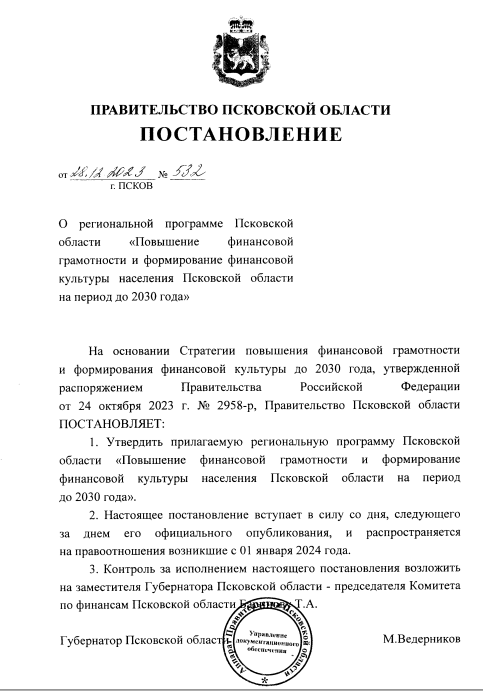 ПРАВИТЕЛЬСТВО ПСКОВСКОЙ ОБЛАСТИ
ПОСТАНОВЛЕНИЕ
от 28.12.2023 № 532
г. ПСКОВ
О региональной программе Псковской
области «Повышение финансовой
грамотности и формирование финансовой
культуры населения Псковской области
на период до 2030 года»
На основании Стратегии повышения финансовой грамотности
и формирования финансовой культуры до 2030 года, утвержденной
распоряжением Правительства Российской Федерации
от 24 октября 2023 г. № 2958-р, Правительство Псковской области
ПОСТАНОВЛЯЕТ:
1. Утвердить прилагаемую региональную программу Псковской
области «Повышение финансовой грамотности и формирование
финансовой культуры населения Псковской области на период
до 2030 года».
2. Настоящее постановление вступает в силу со дня, следующего
за днем его официального опубликования, и распространяется
на правоотношения возникшие с 01 января 2024 года.
3. Контроль за исполнением настоящего постановления возложить
на заместителя Губернатора Псковской области - председателя Комитета
по финансам Псковской области Т.А.
Губернатор Псковской области М.Ведерников
Аппарат Правительства Псковской области
Управление
документационного
обеспечения